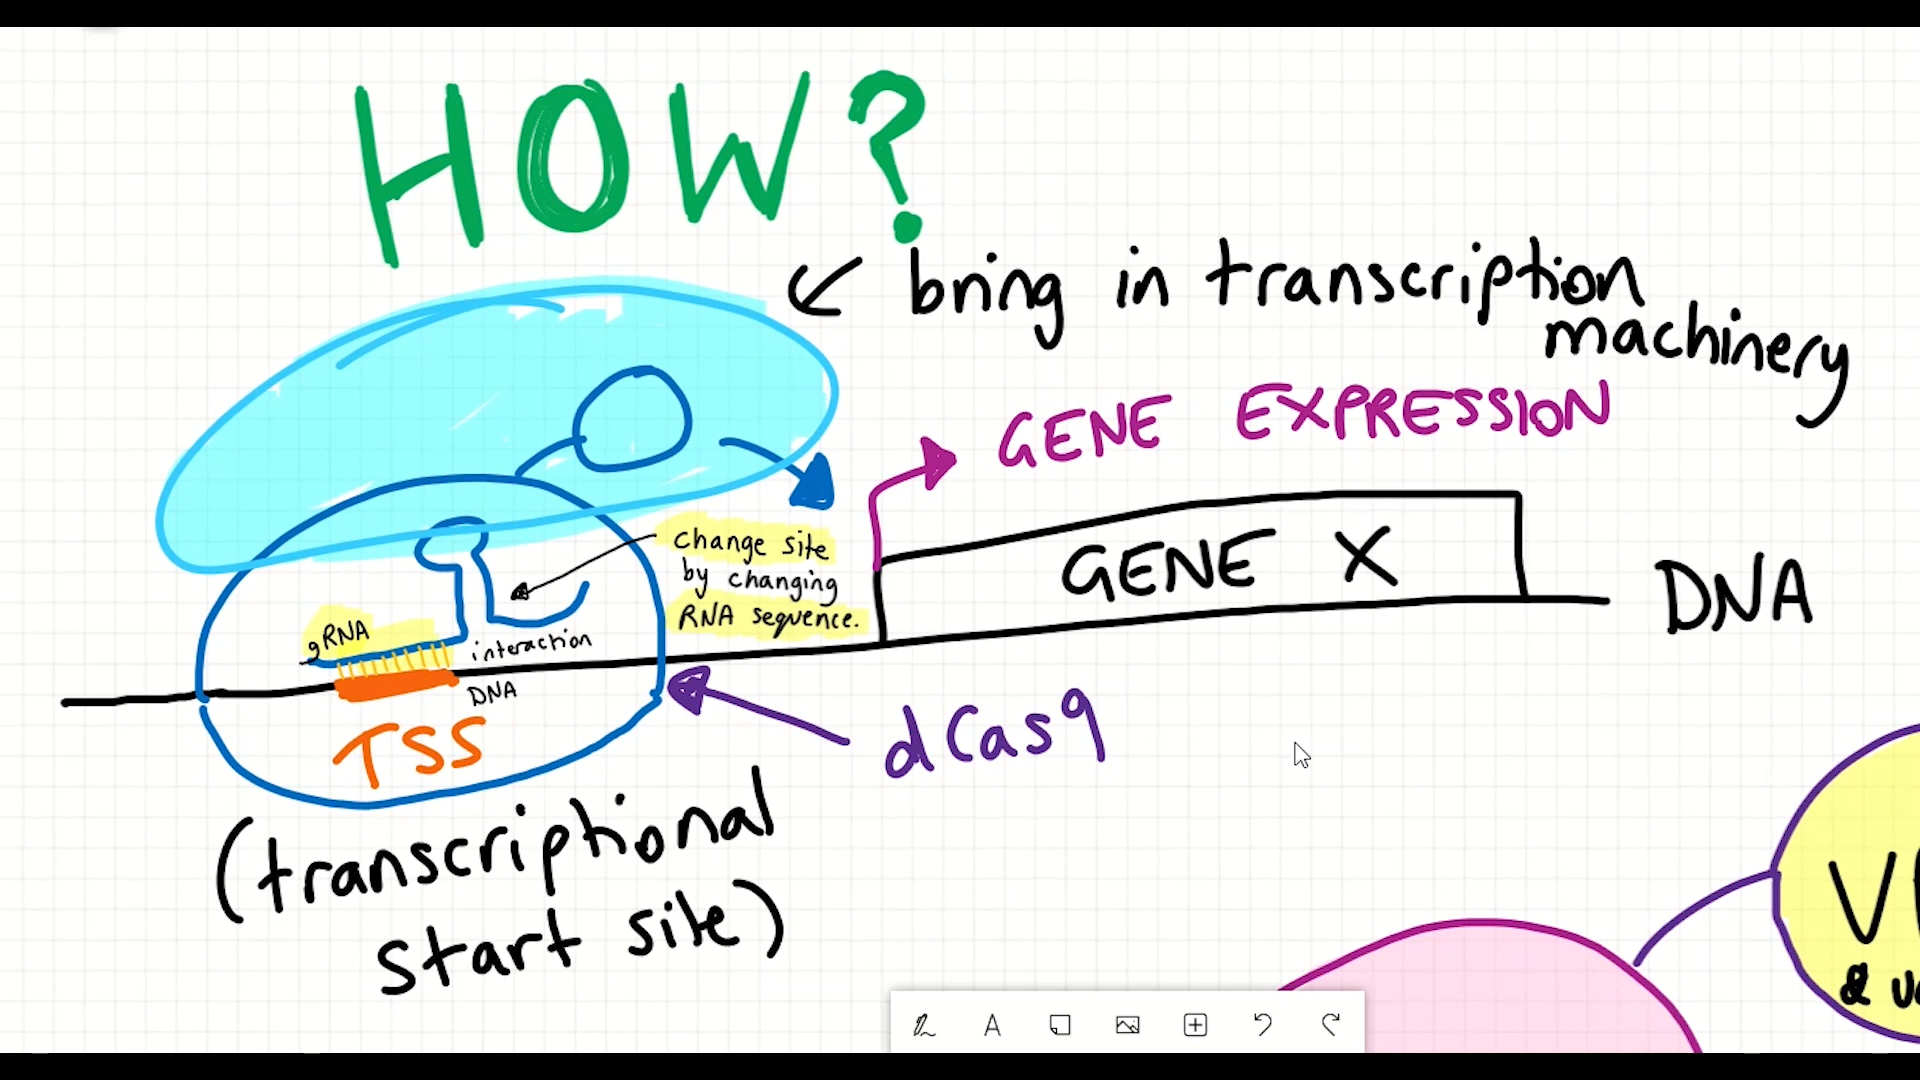 HOW?
bring in transcription
machinery
GENE EXPRESSION
change site
by changing
RNA sequence.
GENE X
DNA
gRNA
interaction
DNA
TSS
dCas9
(transcriptional
start site)
&
A